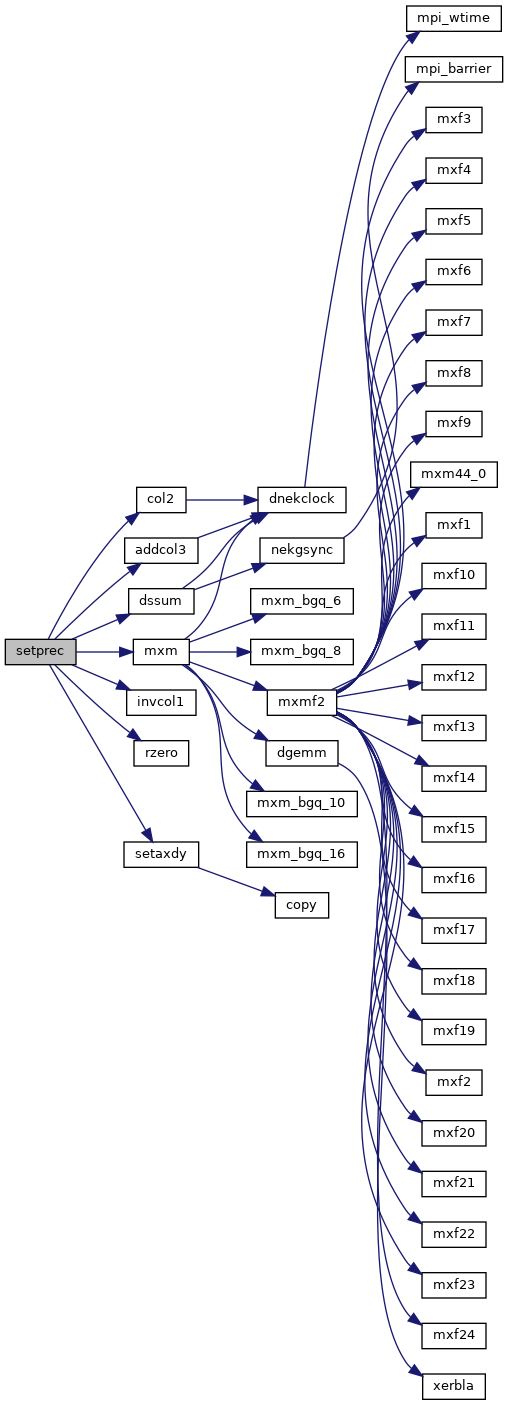 mpi_wtime
mpi_barrier
mxf3
mxf4
mxf5
mxf6
mxf7
mxf8
mxf9
mxm44_0
col2
dnekclock
mxf1
addcol3
nekgsync
mxf10
dssum
mxm_bgq_6
mxf11
setprec
mxm
mxm_bgq_8
mxf12
invcol1
mxmf2
mxf13
rzero
dgemm
mxf14
mxm_bgq_10
mxf15
setaxdy
mxm_bgq_16
mxf16
copy
mxf17
mxf18
mxf19
mxf2
mxf20
mxf21
mxf22
mxf23
mxf24
xerbla